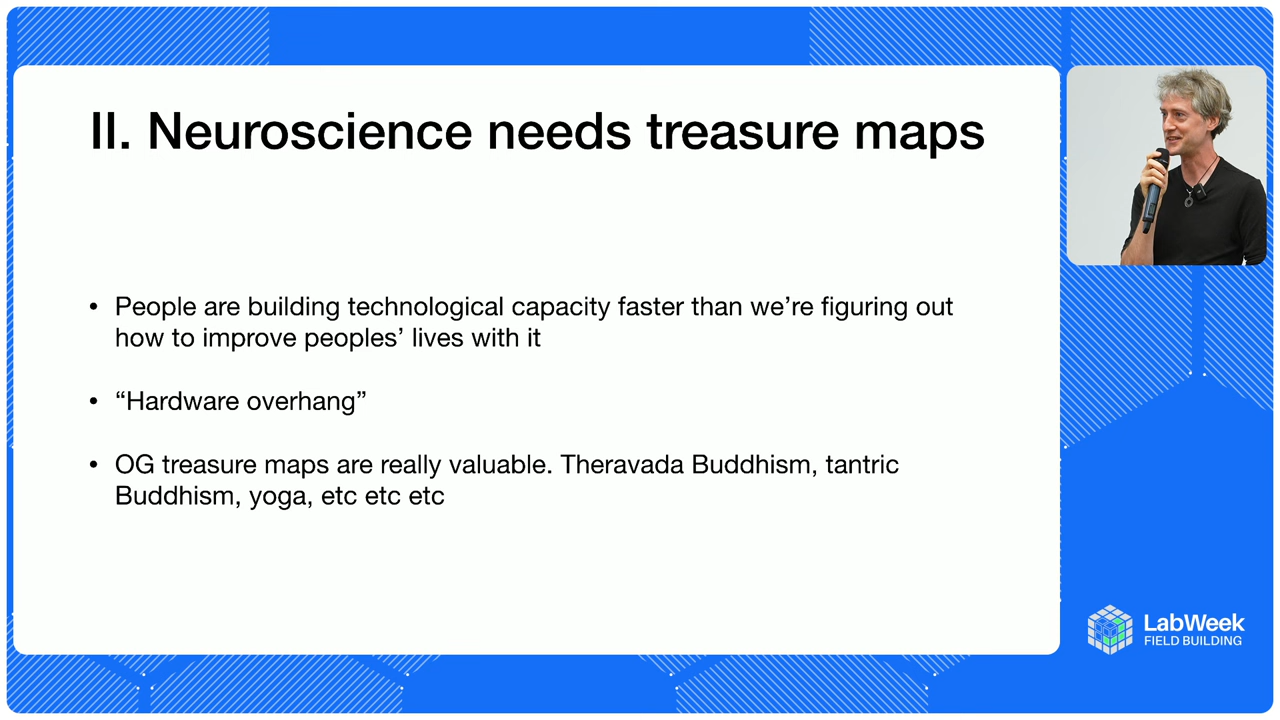 II. Neuroscience needs treasure maps
• People are building technological capacity faster than we’re figuring out
how to improve peoples’ lives with it
• “Hardware overhang”
• OG treasure maps are really valuable. Theravada Buddhism, tantric
Buddhism, yoga, etc etc etc
LabWeek
FIELD BUILDING